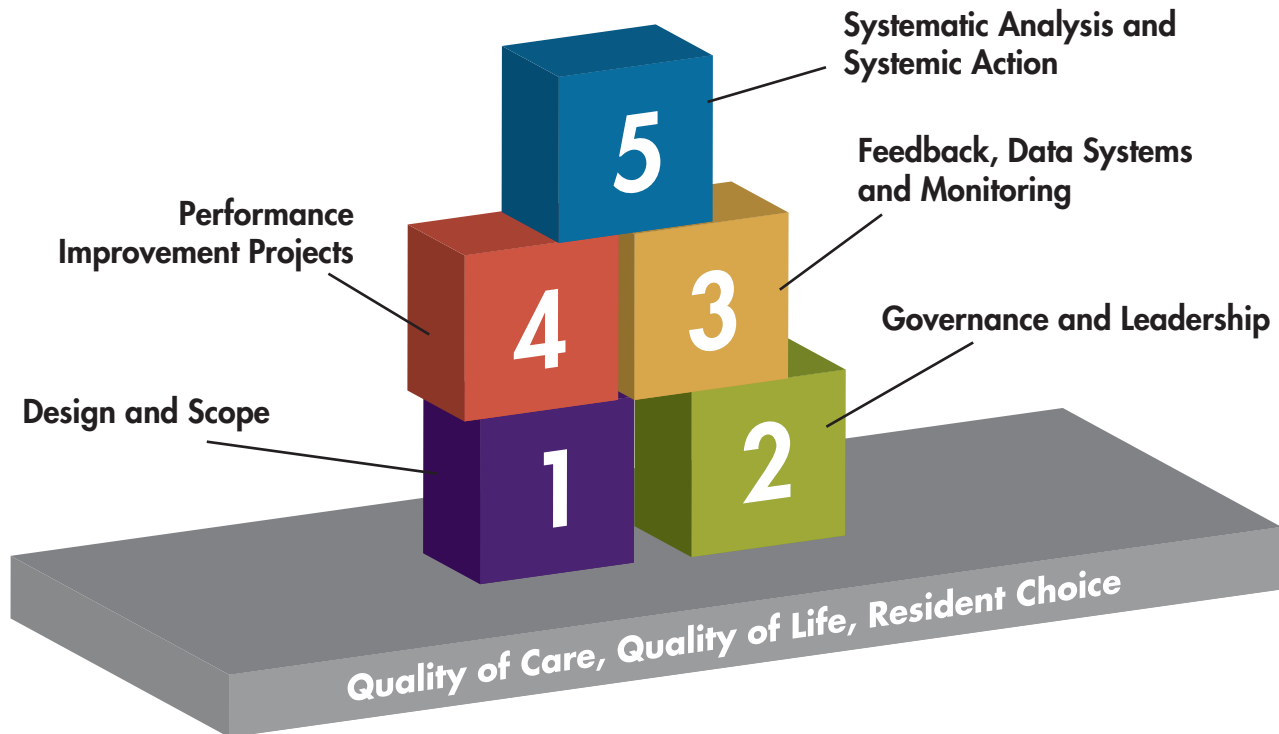 Systematic Analysis and
Systemic Action
5
Feedback, Data Systems
and Monitoring
Performance
Improvement Projects
4
3
Governance and Leadership
Design and Scope
1
2
Quality of Care, Quality of Life, Resident Choice